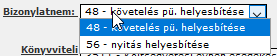 Bizonylatnem: 48 - követelés pü. helyesbítése
48 - követelés pü. helyesbítése
56 - nyitás helyesbítése
Könyvviteli